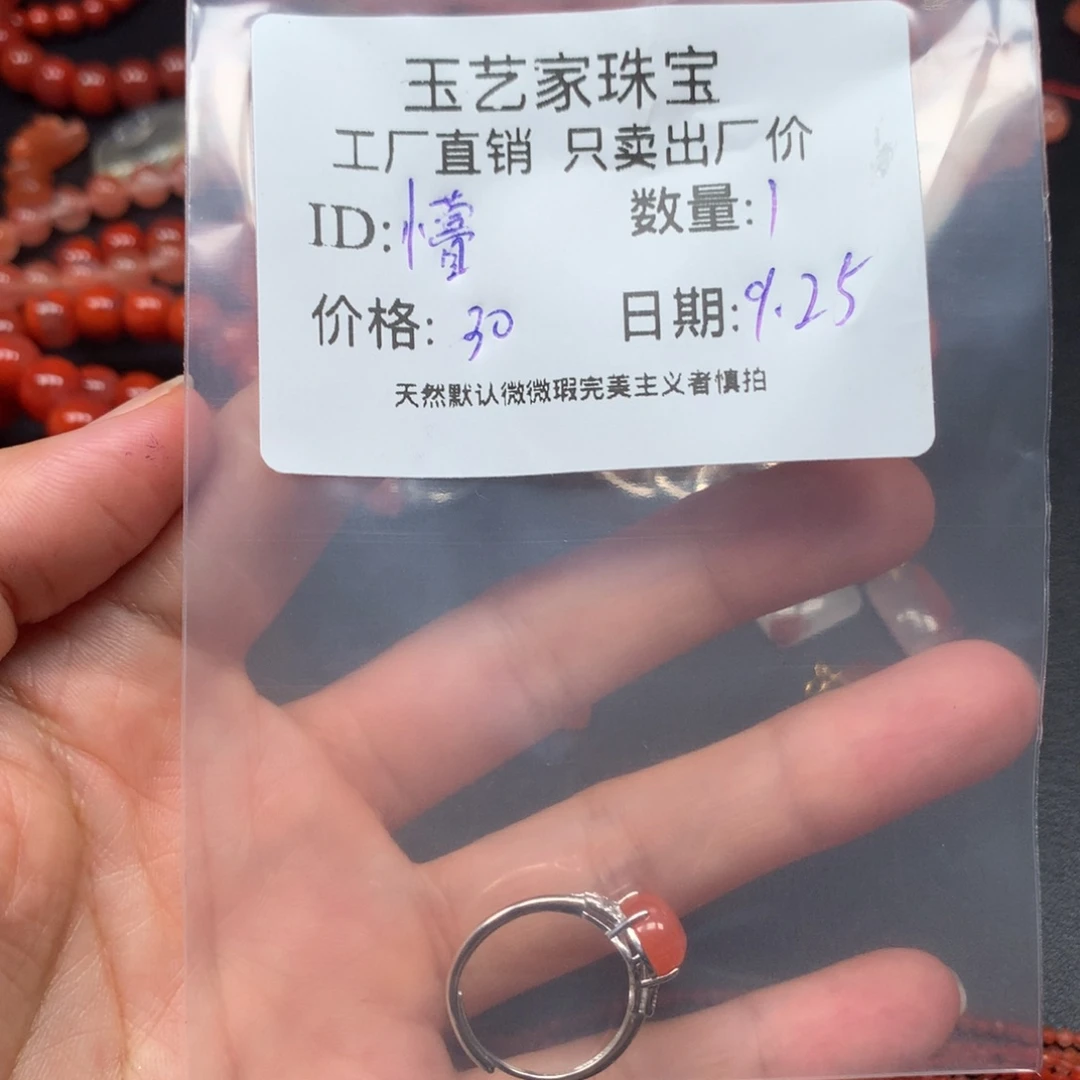 玉艺家珠宝
工厂直销 只卖出厂价
ID:懵 数量:1
价格:30 日期:9.25
天然默认微微瑕完美主义者慎拍